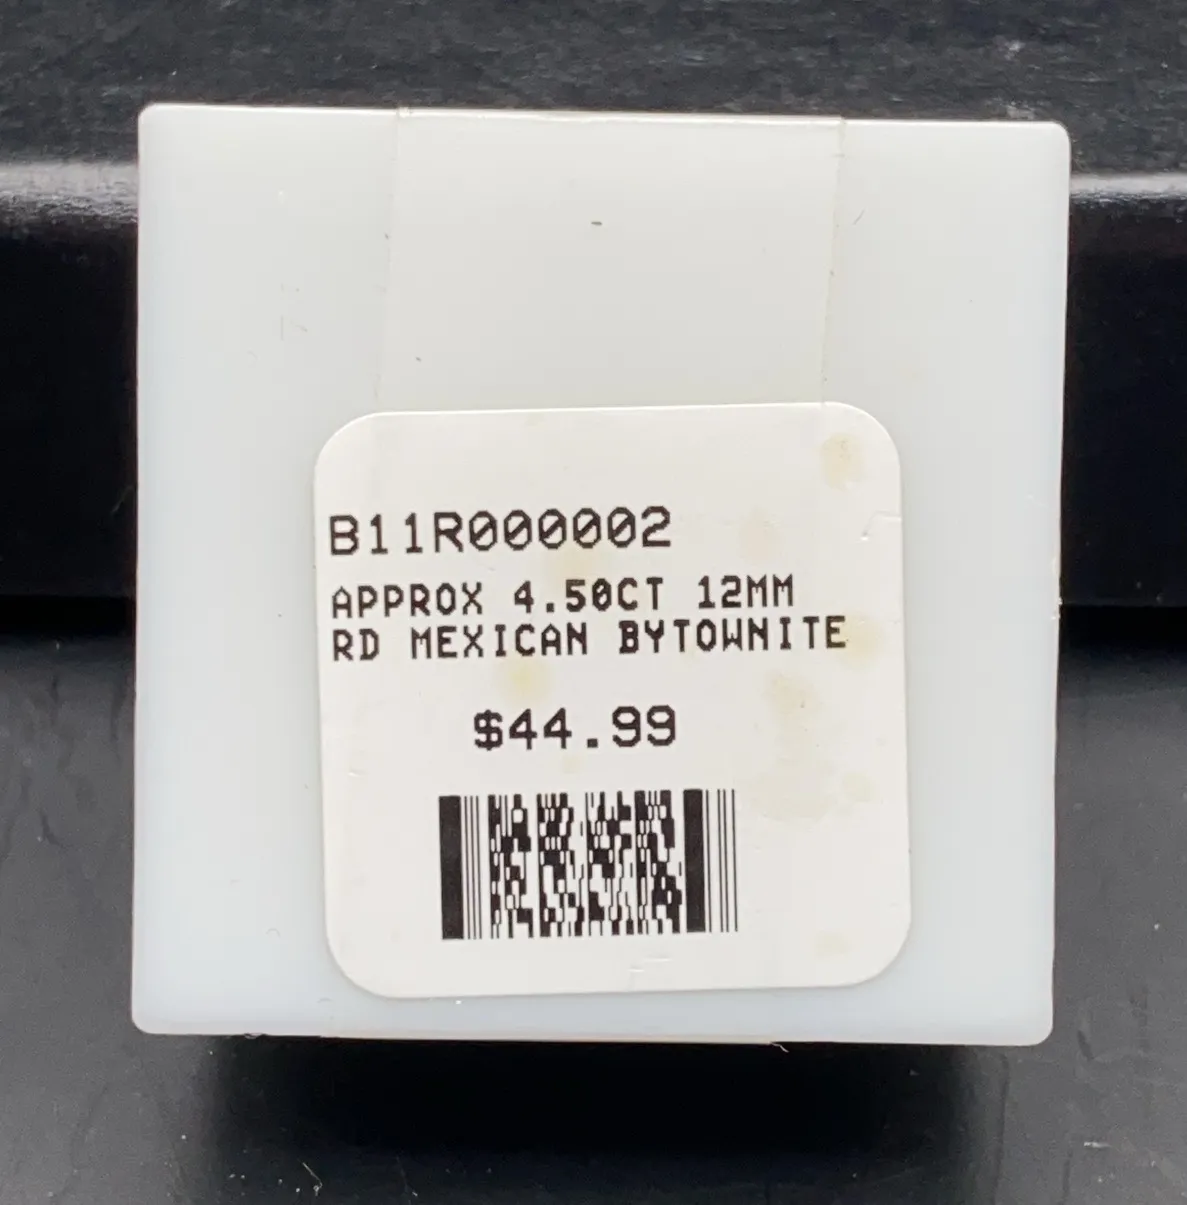 B11R000002
APPROX 4.50CT 12MM
RD MEXICAN BYTOWNITE
$44.99